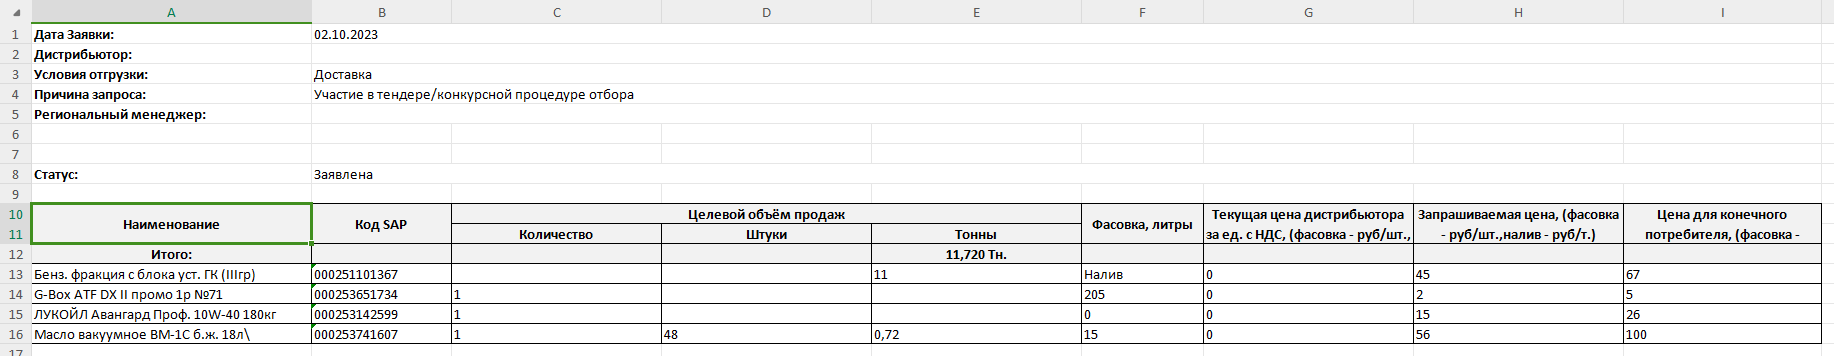 A B C D E F G H I
1 Дата Заявки: 02.10.2023
2 Дистрибьютор:
3 Условия отгрузки: Доставка
4 Причина запроса: Участие в тендере/конкурсной процедуре отбора
5 Региональный менеджер:
6
7
8 Статус: Заявлена
9
10 Наименование Код SAP Целевой объём продаж Фасовка, литры Текущая цена дистрибьютора Запрашиваемая цена, (фасовка Цена для конечного
11 Количество Штуки Тонны за ед. с НДС, (фасовка - руб/шт., - руб/шт.,налив - руб/т.) потребителя, (фасовка -
12 Итого: 11,720 Тн.
13 Бенз. фракция с блока уст. ГК (IIIгр) 000251101367 11 Налив 0 45 67
14 G-Box ATF DX II промо 1р №71 000253651734 1 205 0 2 5
15 ЛУКОЙЛ Авангард Проф. 10W-40 180кг 000253142599 1 0 0 15 26
16 Масло вакуумное ВМ-1С б.ж. 18л\ 000253741607 1 48 0,72 15 0 56 100
17